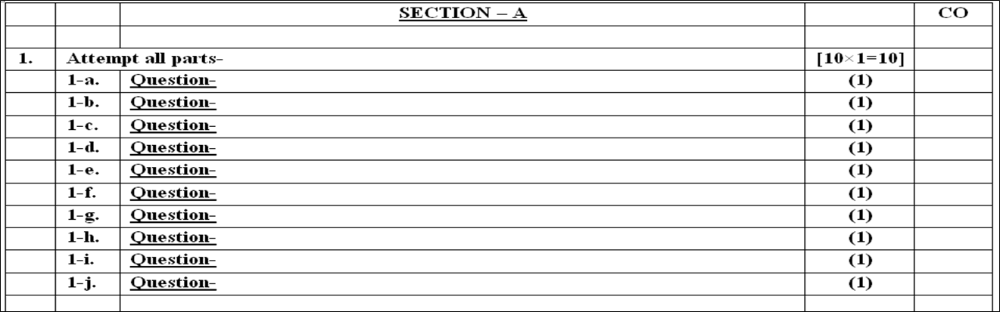 SECTION – A CO
1. Attempt all parts- [10×1=10]
1-a. Question- (1)
1-b. Question- (1)
1-c. Question- (1)
1-d. Question- (1)
1-e. Question- (1)
1-f. Question- (1)
1-g. Question- (1)
1-h. Question- (1)
1-i. Question- (1)
1-j. Question- (1)